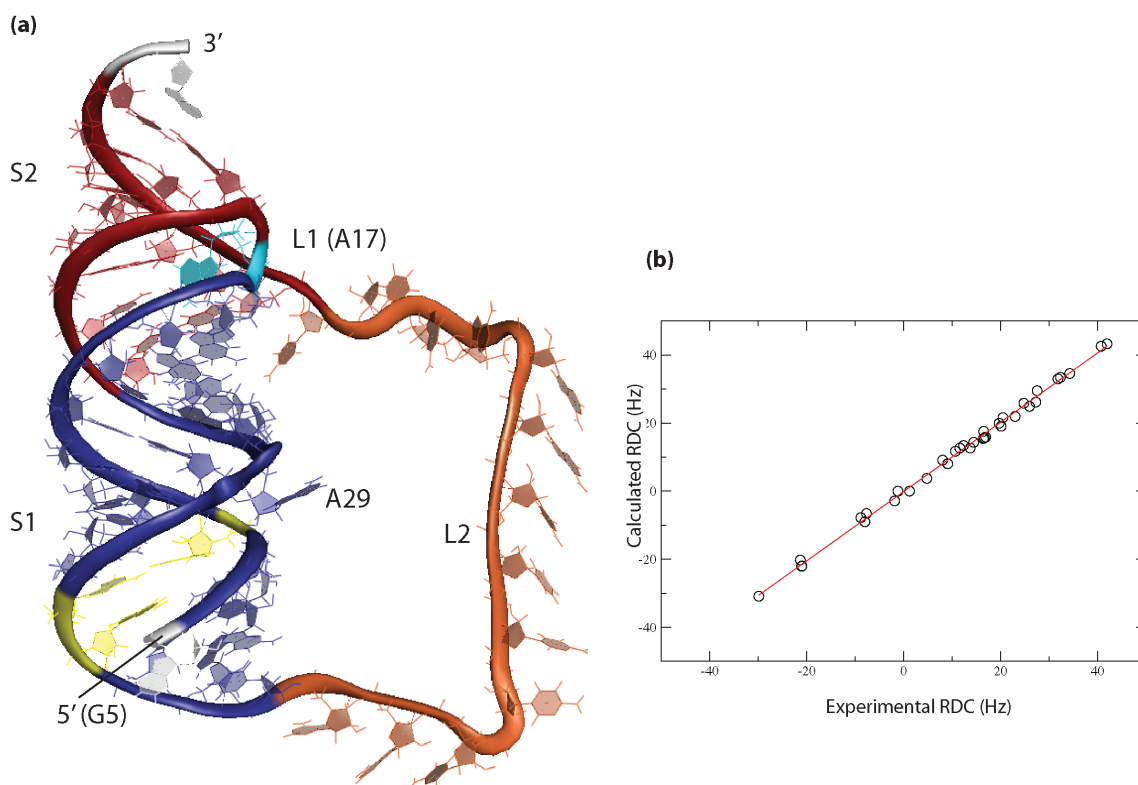 (a)
3′
S2
L1 (A17)
A29
S1
L2
5′ (G5)
(b)
Calculated RDC (Hz)
40
20
0
-20
-40
-40
-20
0
20
40
Experimental RDC (Hz)